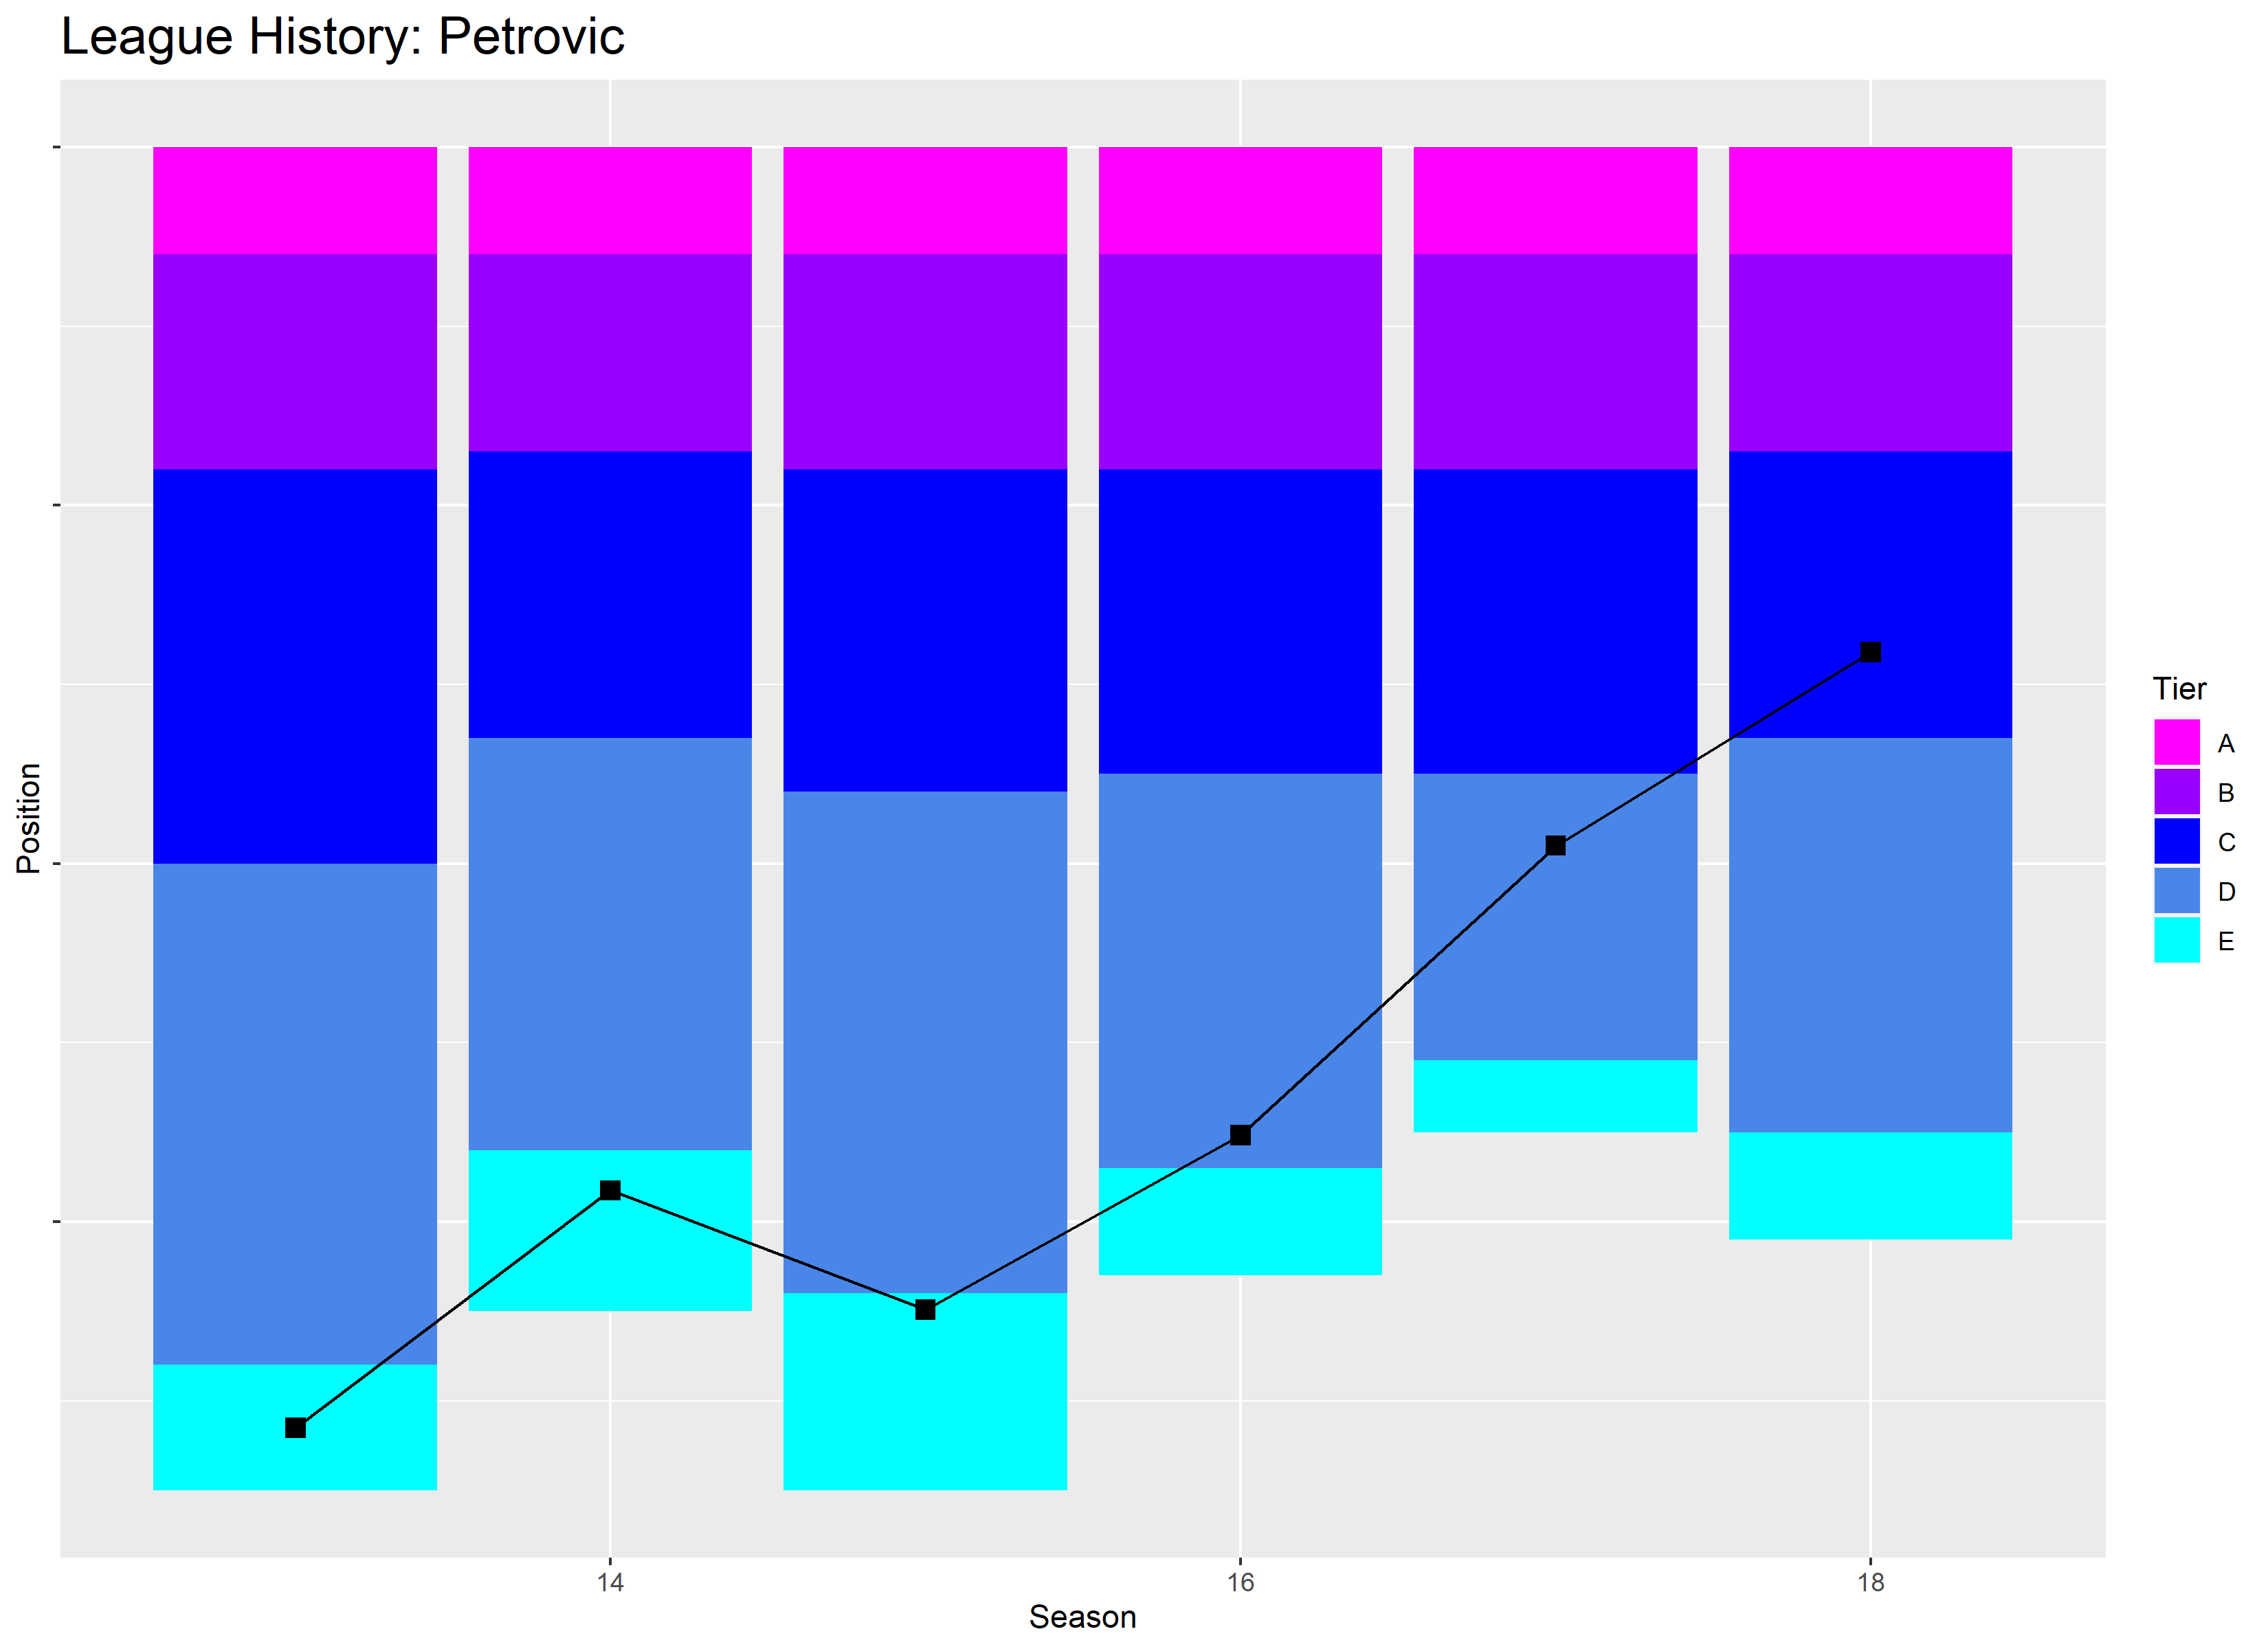 League History: Petrovic
Position
Tier
A
B
C
D
E
14
16
18
Season